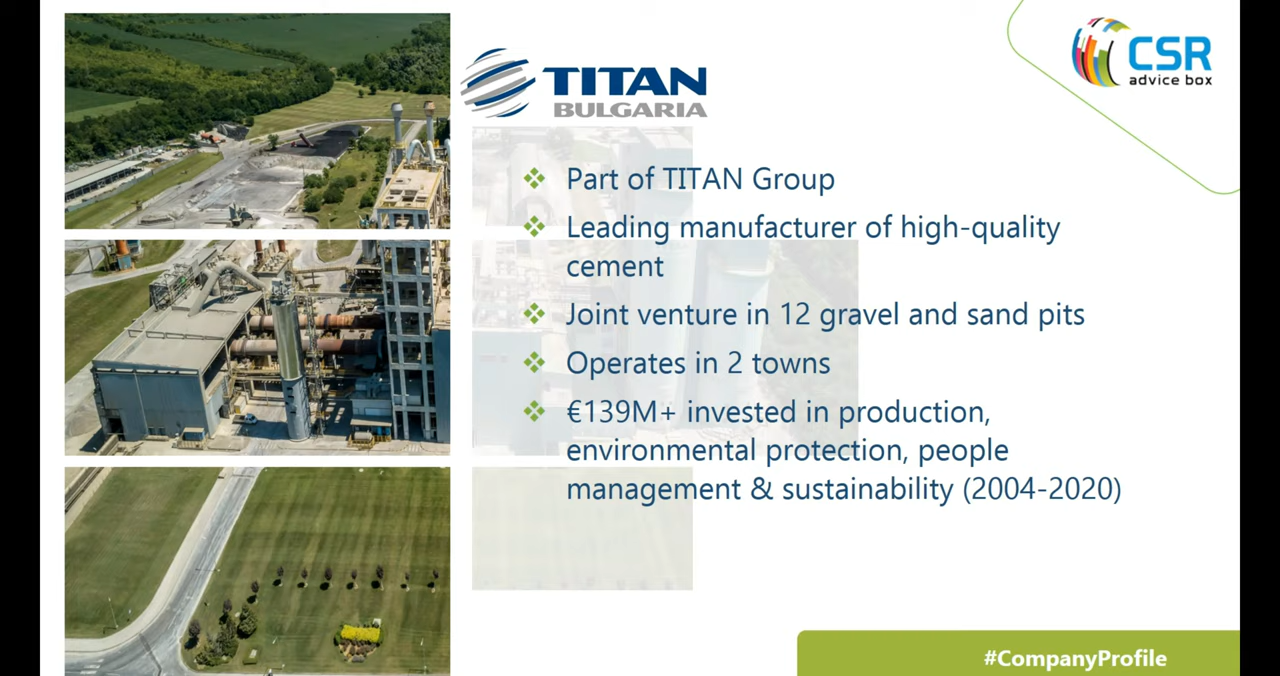 TITAN
BULGARIA
CSR
advice box
Part of TITAN Group
Leading manufacturer of high-quality
cement
Joint venture in 12 gravel and sand pits
Operates in 2 towns
€139M+ invested in production,
environmental protection, people
management & sustainability (2004-2020)
#CompanyProfile